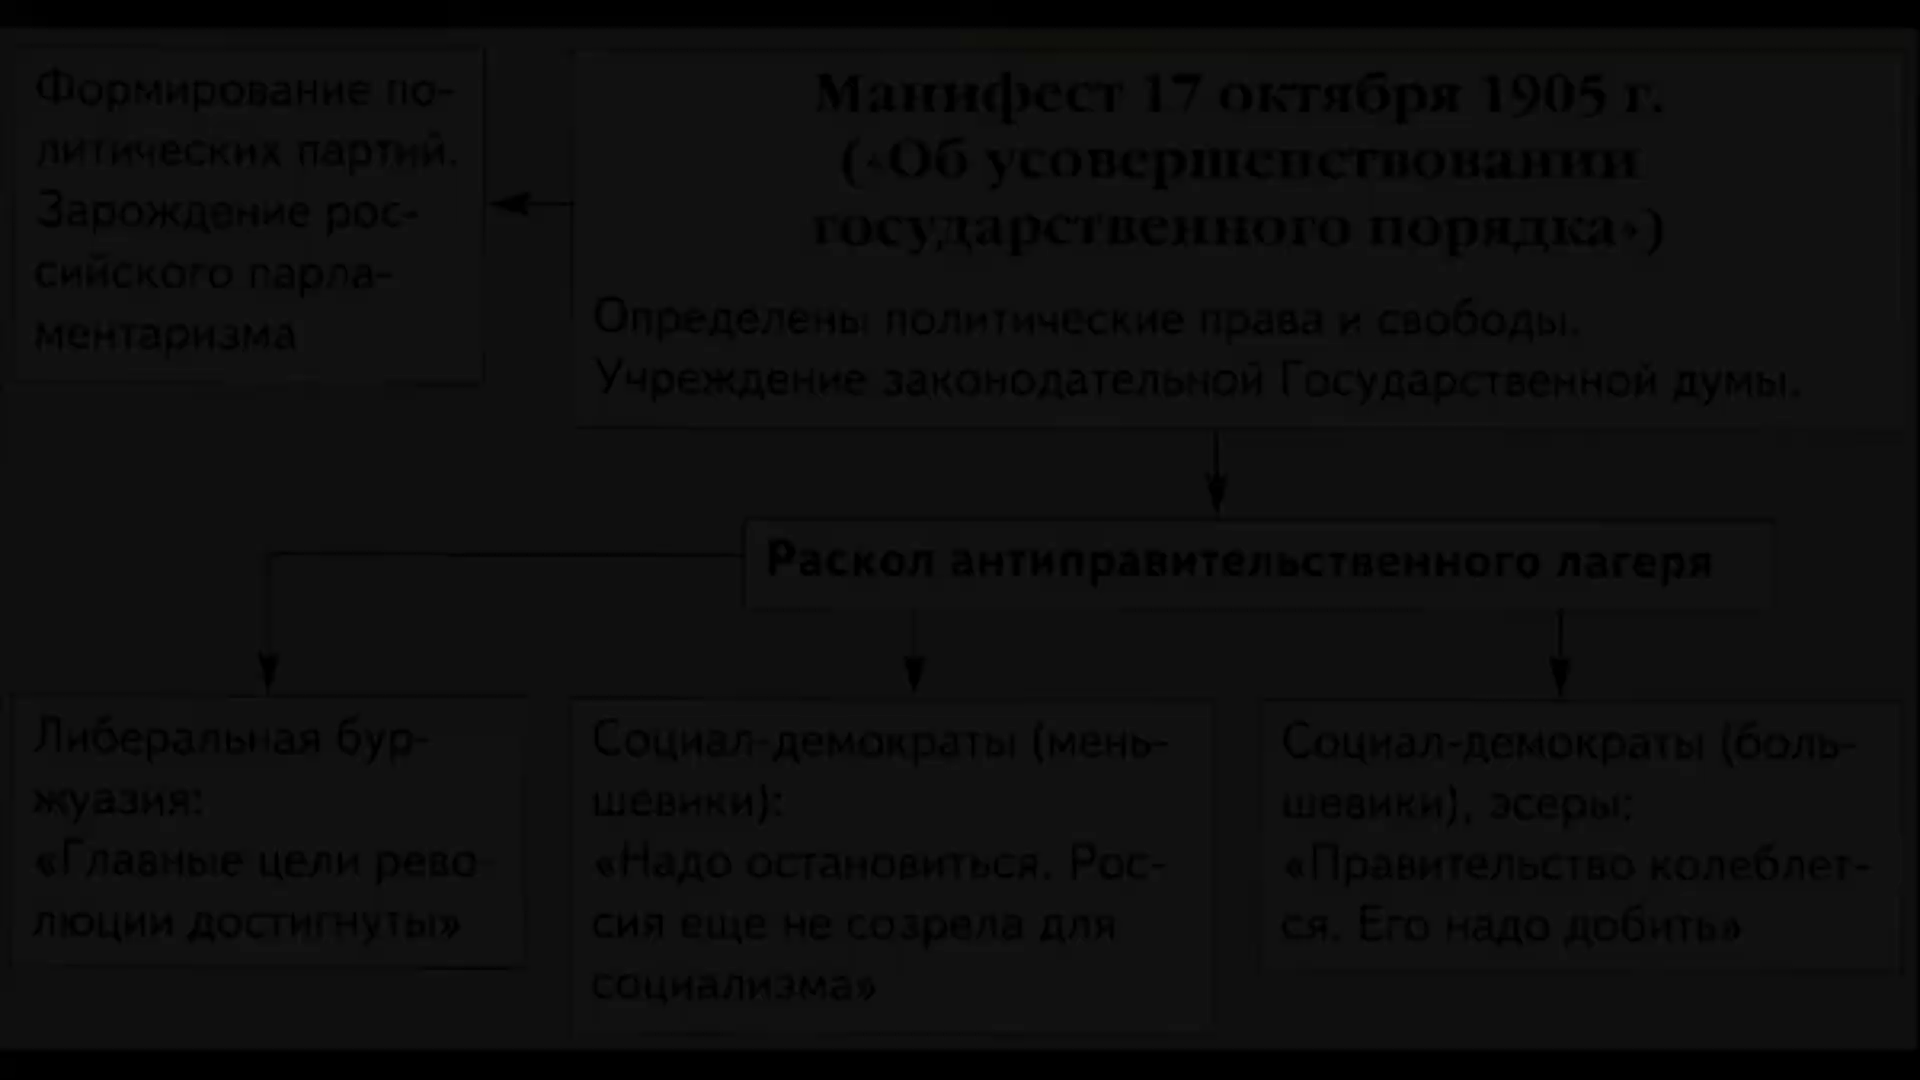 Формирование по-
литических партий.
Зарождение рос-
сийского парла-
ментаризма
Манифест 17 октября 1905 г.
(«Об усовершенствовании
государственного порядка»)
Определены политические права и свободы.
Учреждение законодательной Государственной думы.
Раскол антиправительственного лагеря
Либеральная бур-
жуазия:
«Главные цели рево-
люции достигнуты»
Социал-демократы (мень-
шевики):
«Надо остановиться. Рос-
сия еще не созрела для
социализма»
Социал-демократы (боль-
шевики), эсеры:
«Правительство колеблет-
ся. Его надо добить»